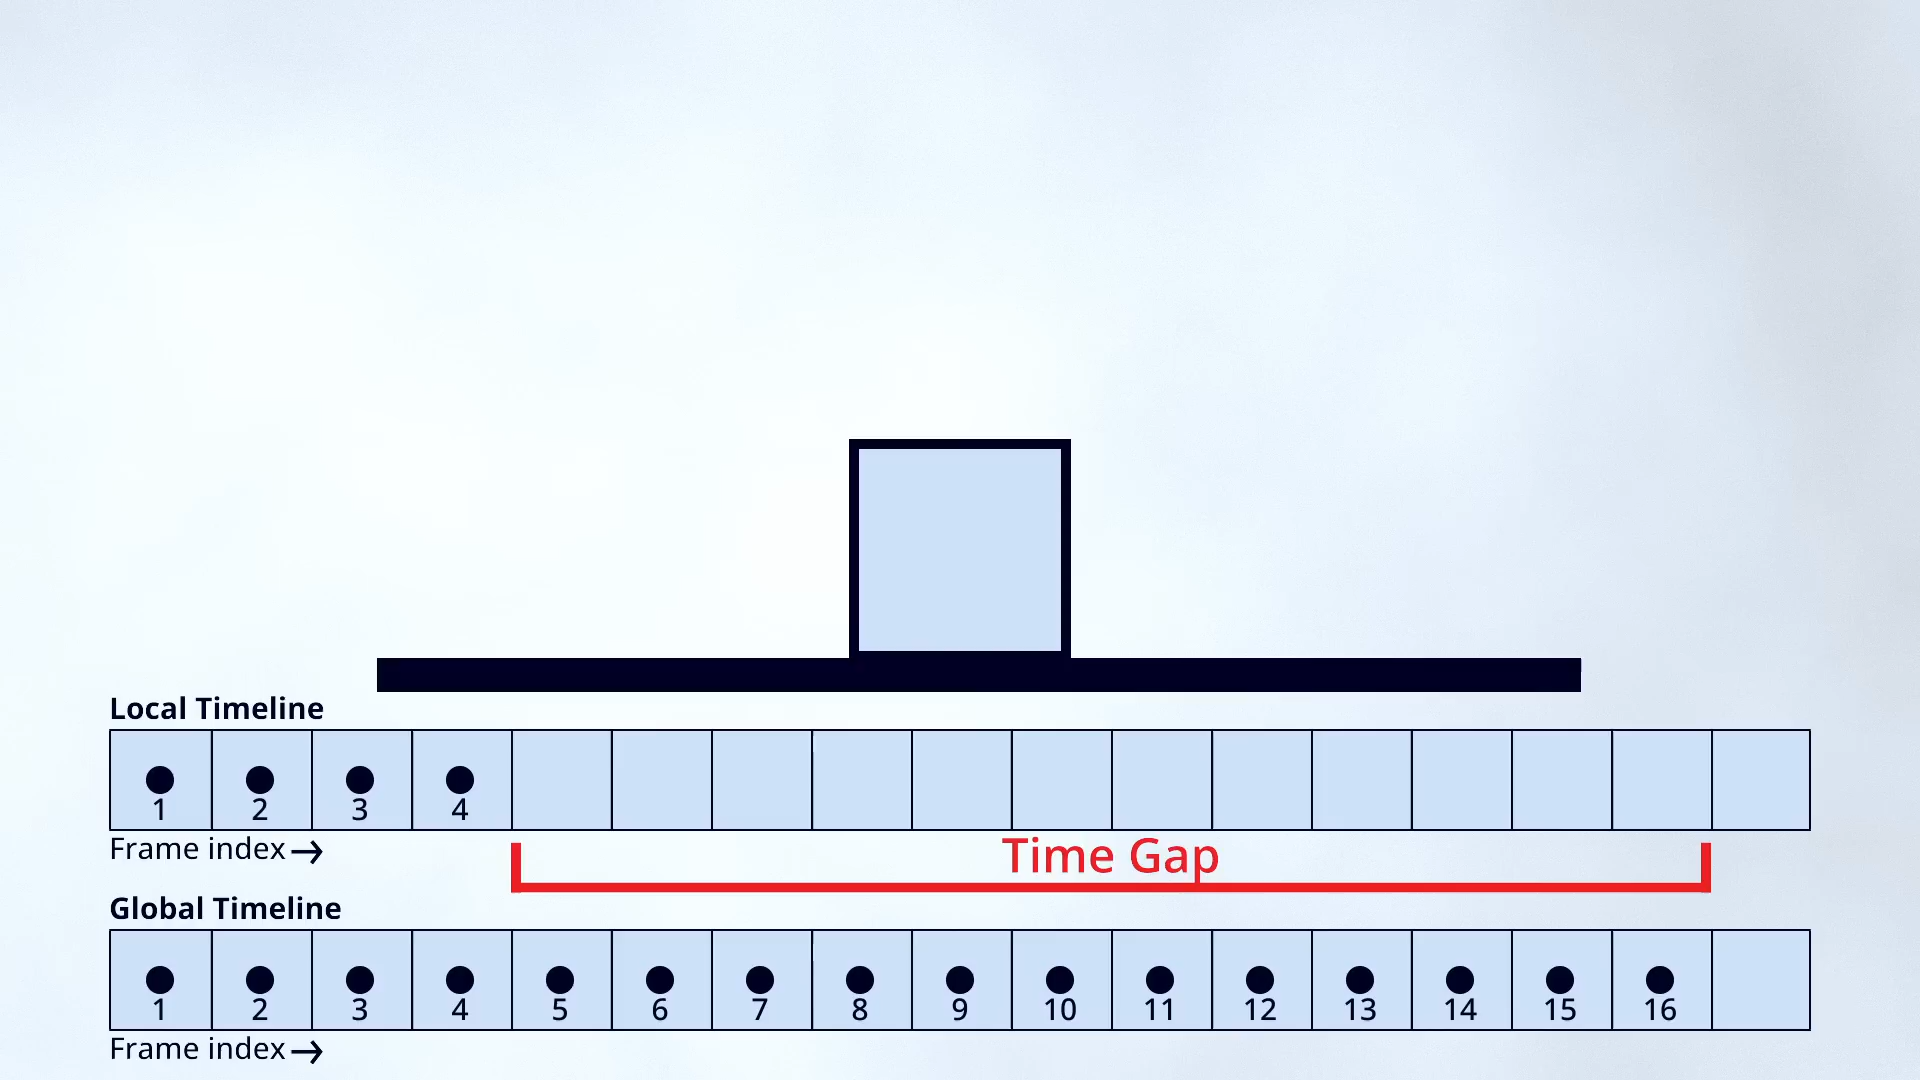 Local Timeline
1 2 3 4
Frame index→
Time Gap
Global Timeline
1 2 3 4 5 6 7 8 9 10 11 12 13 14 15 16
Frame index→